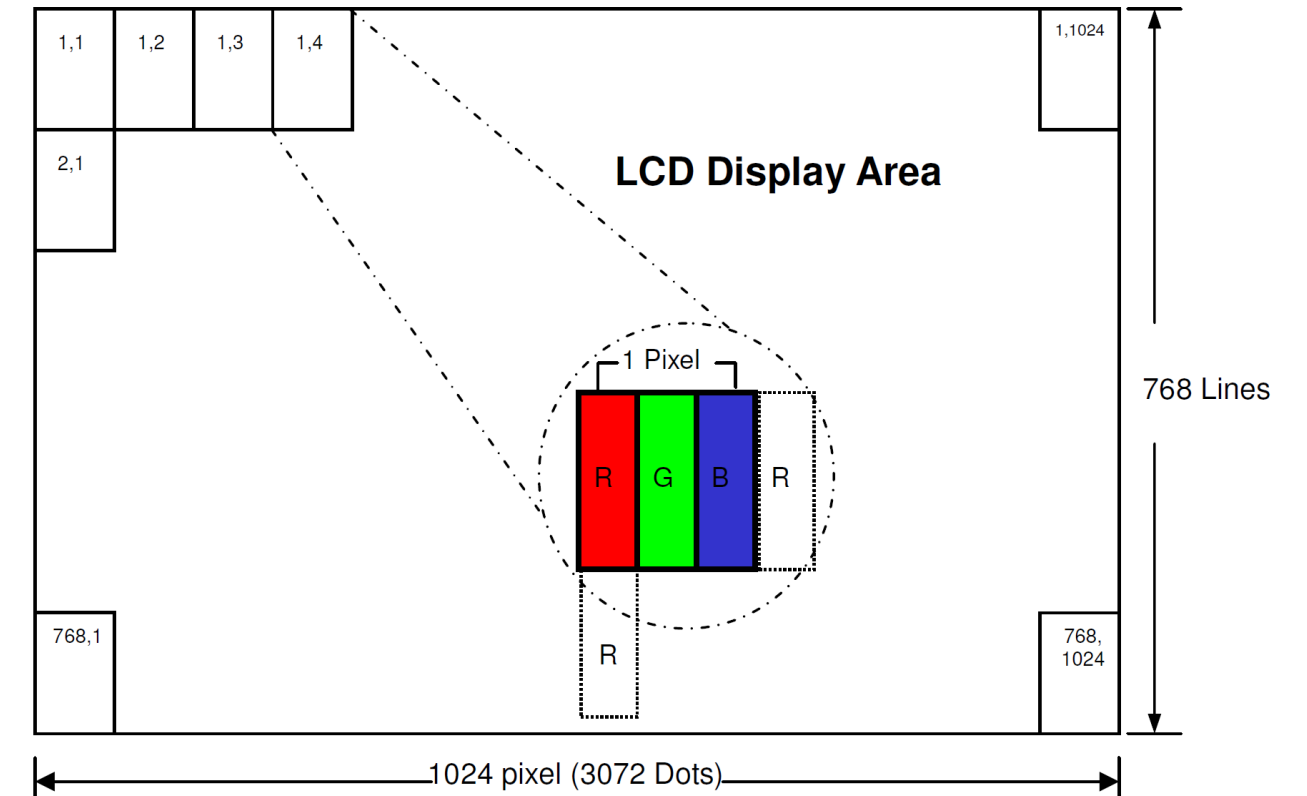 1,1
1,2
1,3
1,4
1,1024
2,1
LCD Display Area
1 Pixel
768 Lines
R
G
B
R
R
768,1
768,
1024
1024 pixel (3072 Dots)